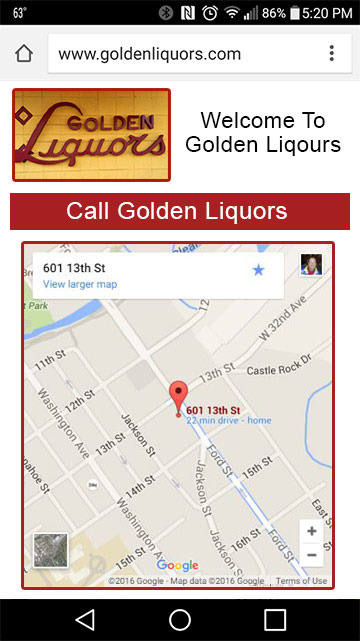 63°
86% 5:20 PM
www.goldenliquors.com
GOLDEN
Liquors
Welcome To
Golden Liqours
Call Golden Liquors
601 13th St
View larger map
W 32nd Ave
13th St
Castle Rock Dr
11th St
12th St
601 13th St
22 min drive - home
Jackson St
Washington Ave
13th St
Ford St
15th St
14th St
Jackson St
16th St
Washington Ave
15th St
East St
Google
©2016 Google - Map data ©2016 Google
Terms of Use